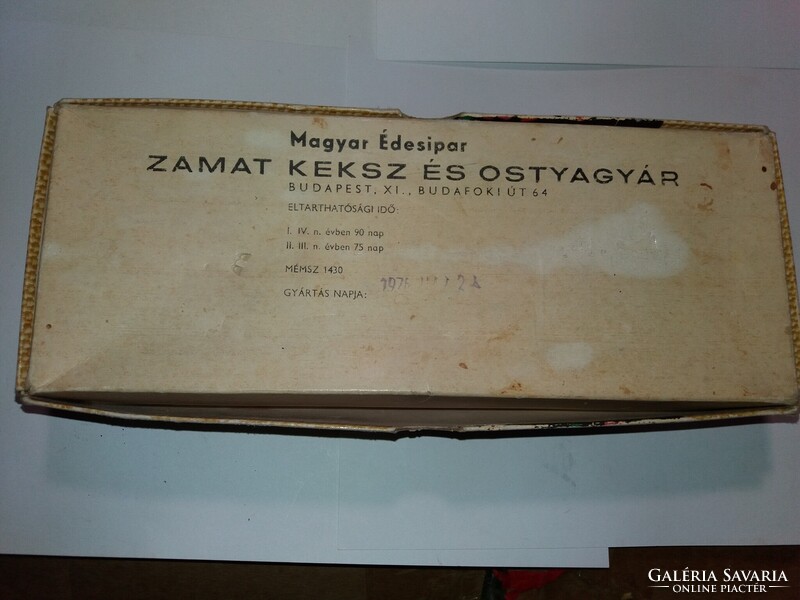 Magyar Édesipar
ZAMAT KEKSZ ÉS OSTYAGYÁR
BUDAPEST, XI., BUDAFOKI ÚT 64
ELTARTHATÓSÁGI IDŐ:
I. IV. n. évben 90 nap
II. III. n. évben 75 nap
MÉMSZ 1430
GYÁRTÁS NAPJA:
GALÉRIA SAVARIA
ONLINE PIACTÉR